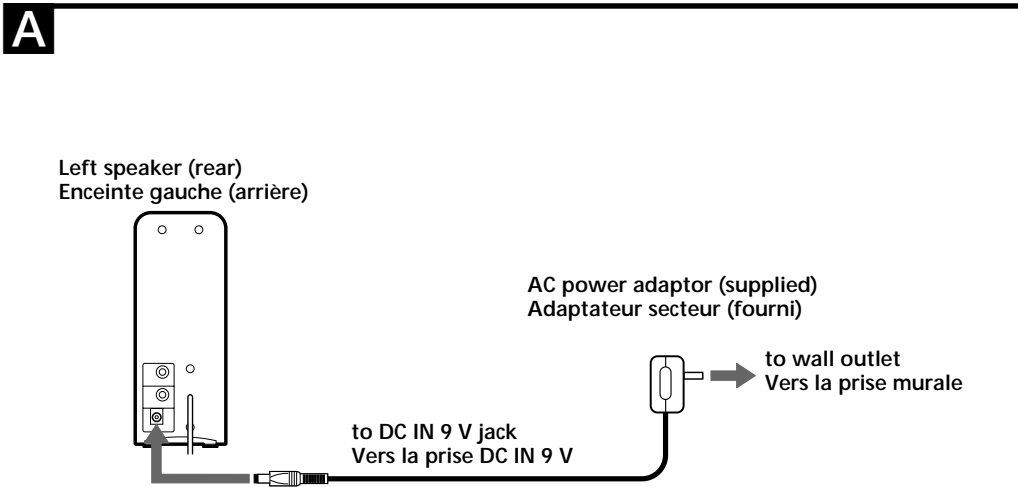 A
Left speaker (rear)
Enceinte gauche (arrière)
AC power adaptor (supplied)
Adaptateur secteur (fourni)
to wall outlet
Vers la prise murale
to DC IN 9 V jack
Vers la prise DC IN 9 V